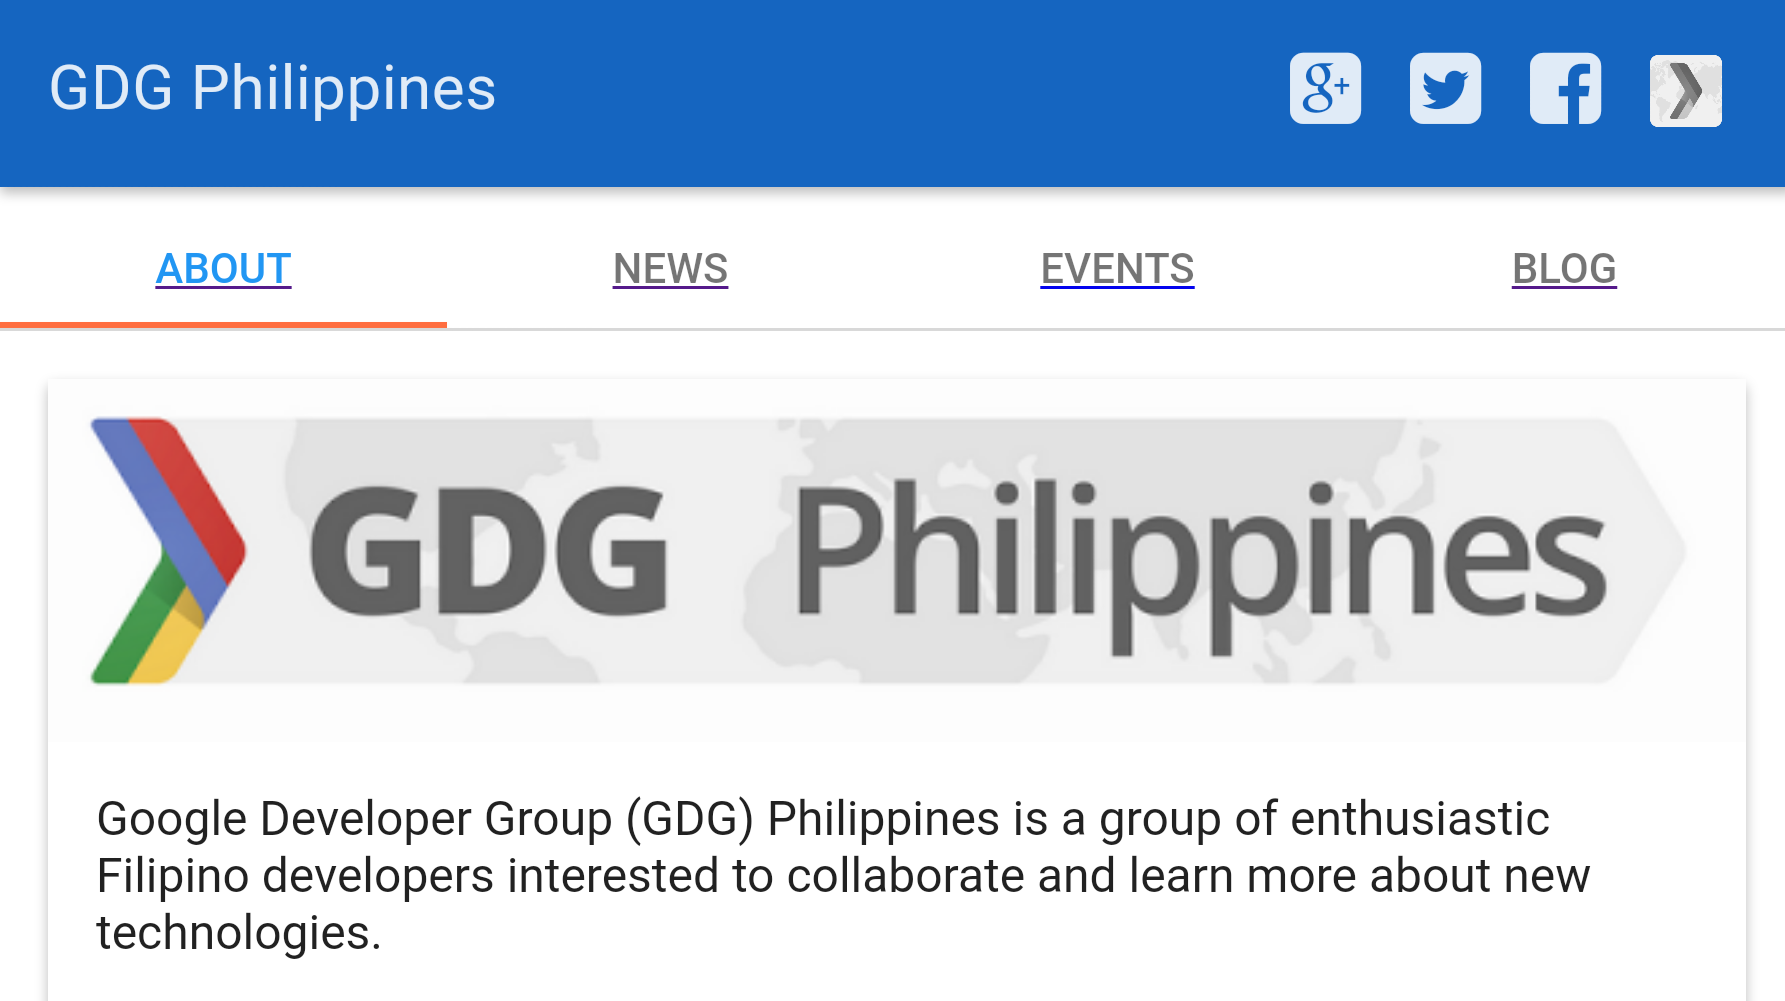 GDG Philippines
g+
ABOUT NEWS EVENTS BLOG
GDG Philippines
Google Developer Group (GDG) Philippines is a group of enthusiastic
Filipino developers interested to collaborate and learn more about new
technologies.